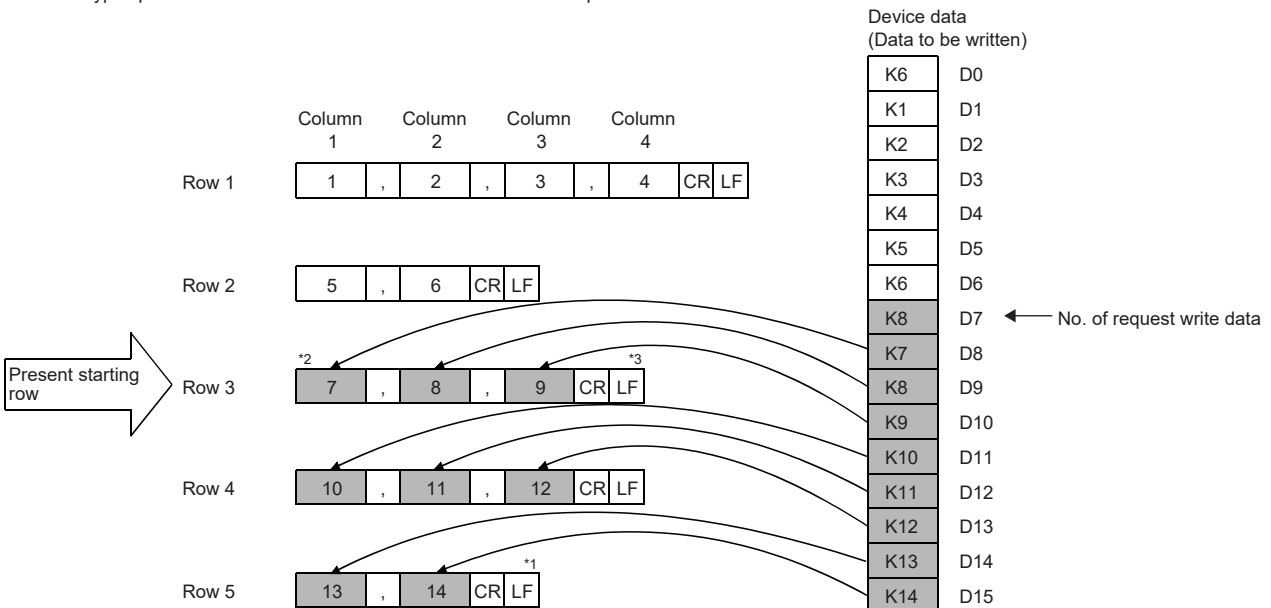 Device data
(Data to be written)
K6 D0
Column Column Column Column K1 D1
1 2 3 4 K2 D2
Row 1 1 , 2 , 3 , 4 CR LF K3 D3
K4 D4
K5 D5
Row 2 5 , 6 CR LF K6 D6
K8 D7 No. of request write data
*2 *3 K7 D8
Present starting
row
Row 3 7 , 8 , 9 CR LF K8 D9
K9 D10
K10 D11
Row 4 10 , 11 , 12 CR LF K11 D12
K12 D13
*1 K13 D14
Row 5 13 , 14 CR LF K14 D15